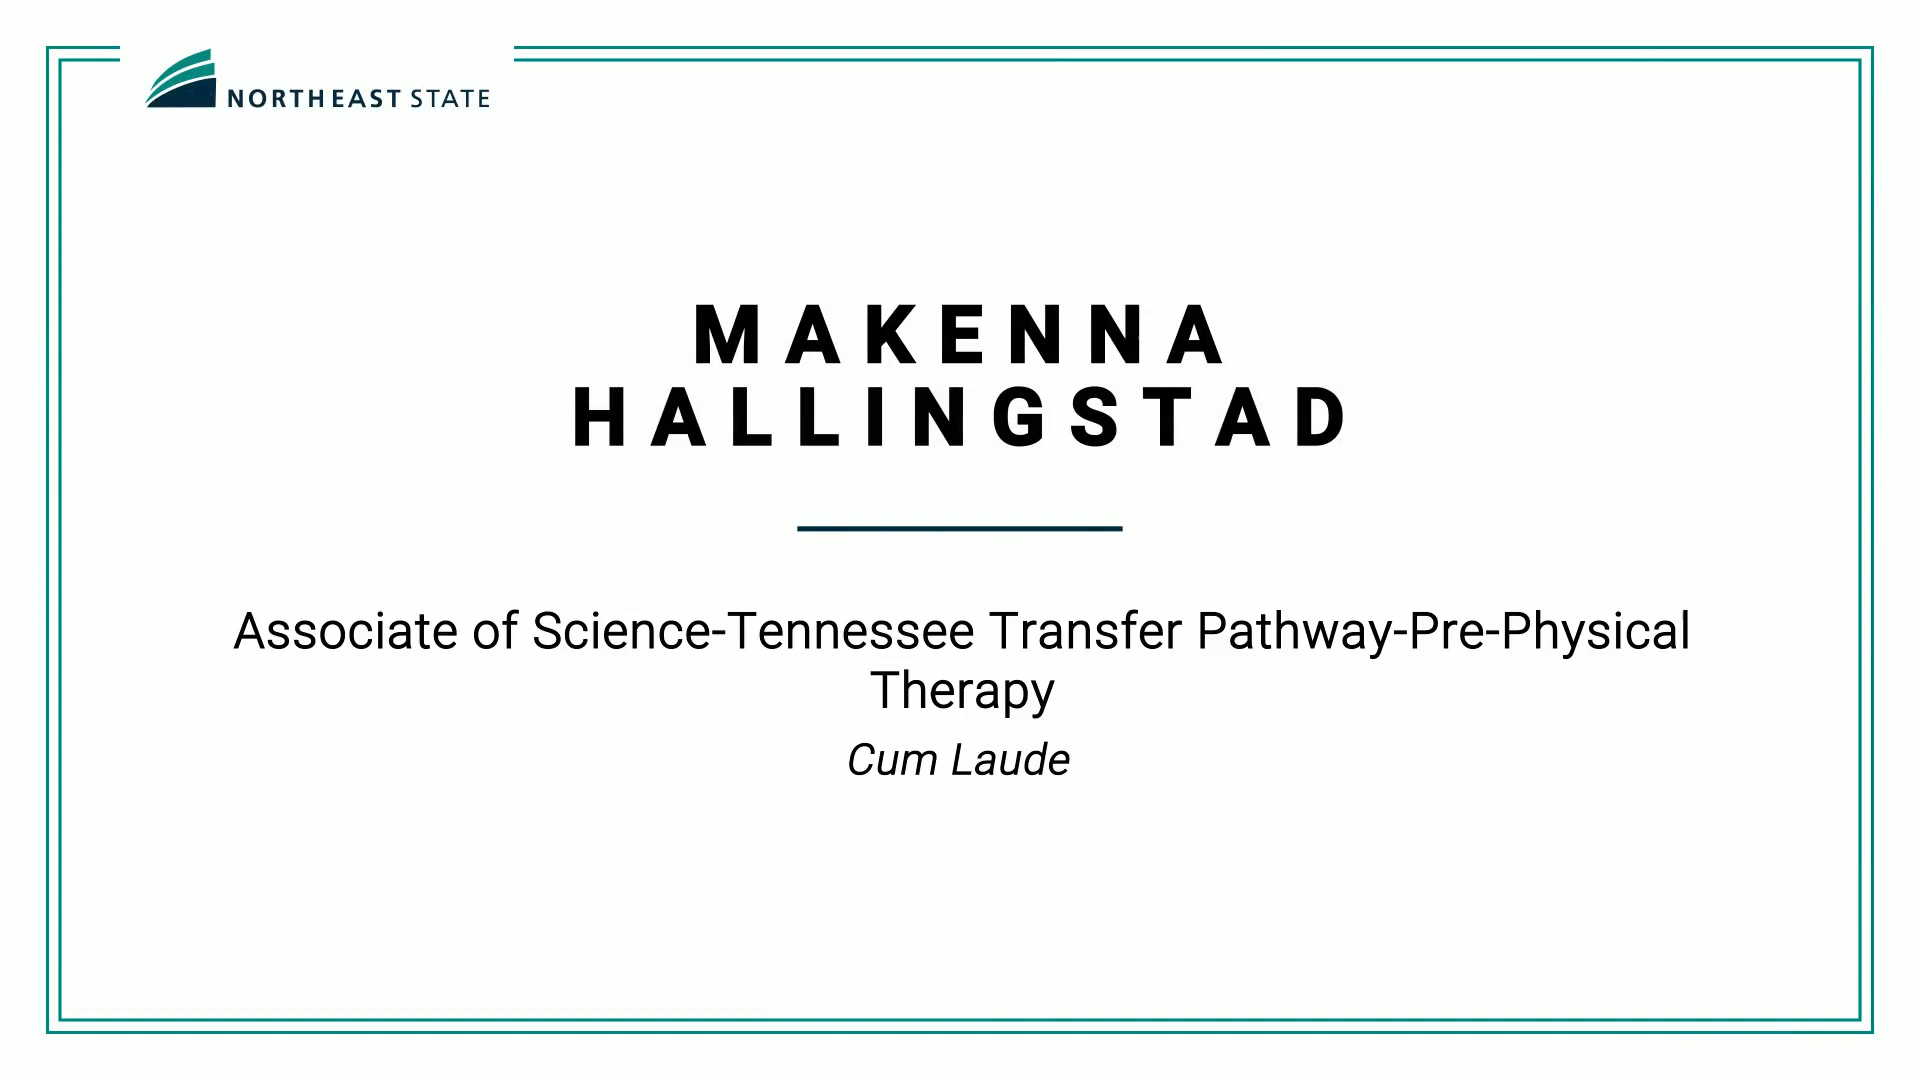 NORTHEAST STATE
MAKENNA
HALLINGSTAD
Associate of Science-Tennessee Transfer Pathway-Pre-Physical
Therapy
Cum Laude